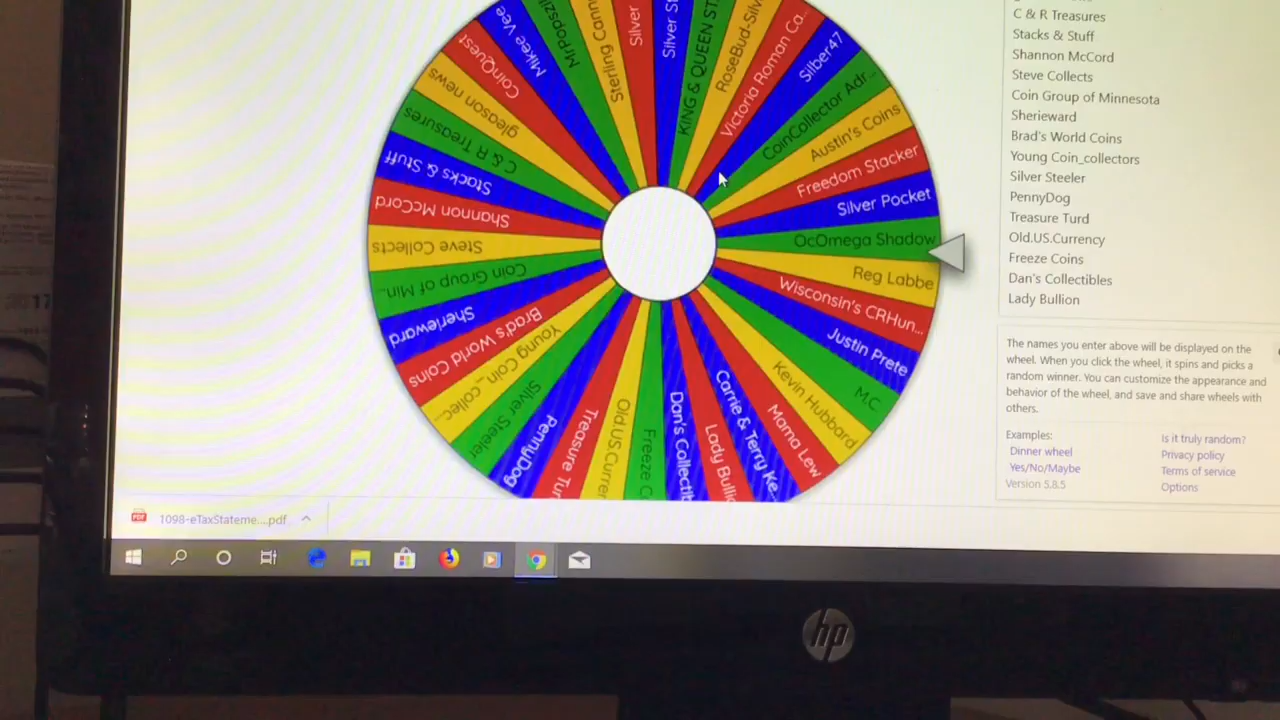 Mikee Vee
Mrpopszil
Sterling Cann
Silver
Silver St
KING & QUEEN ST
RoseBud-Silv
Victoria Roman Co...
Silber47
CoinCollector Adr...
Austin's Coins
Freedom Stacker
Silver Pocket
OcOmega Shadow
Reg Labbe
Wisconsin's CRHun...
Justin Prete
M.C.
Kevin Hubbard
Mama Lew
Carrie & Terry Ke...
Lady Bulli
Dan's Collectib
Freeze C
Old.US.Curren
Treasure Tur
PennyDog
Silver Steeler
Young Coin_collec...
Brad's World Coins
Sherieward
Coin Group of Min...
Steve Collects
Shannon McCord
Stacks & Stuff
C & R Treasures
gleason news
CoinQuest
C & R Treasures
Stacks & Stuff
Shannon McCord
Steve Collects
Coin Group of Minnesota
Sherieward
Brad's World Coins
Young Coin_collectors
Silver Steeler
PennyDog
Treasure Turd
Old.US.Currency
Freeze Coins
Dan's Collectibles
Lady Bullion
The names you enter above will be displayed on the
wheel. When you click the wheel, it spins and picks a
random winner. You can customize the appearance and
behavior of the wheel, and save and share wheels with
others.
Examples:
Dinner wheel
Yes/No/Maybe
Version 5.8.5
Is it truly random?
Privacy policy
Terms of service
Options
PDF
1098-eTaxStateme....pdf
hp